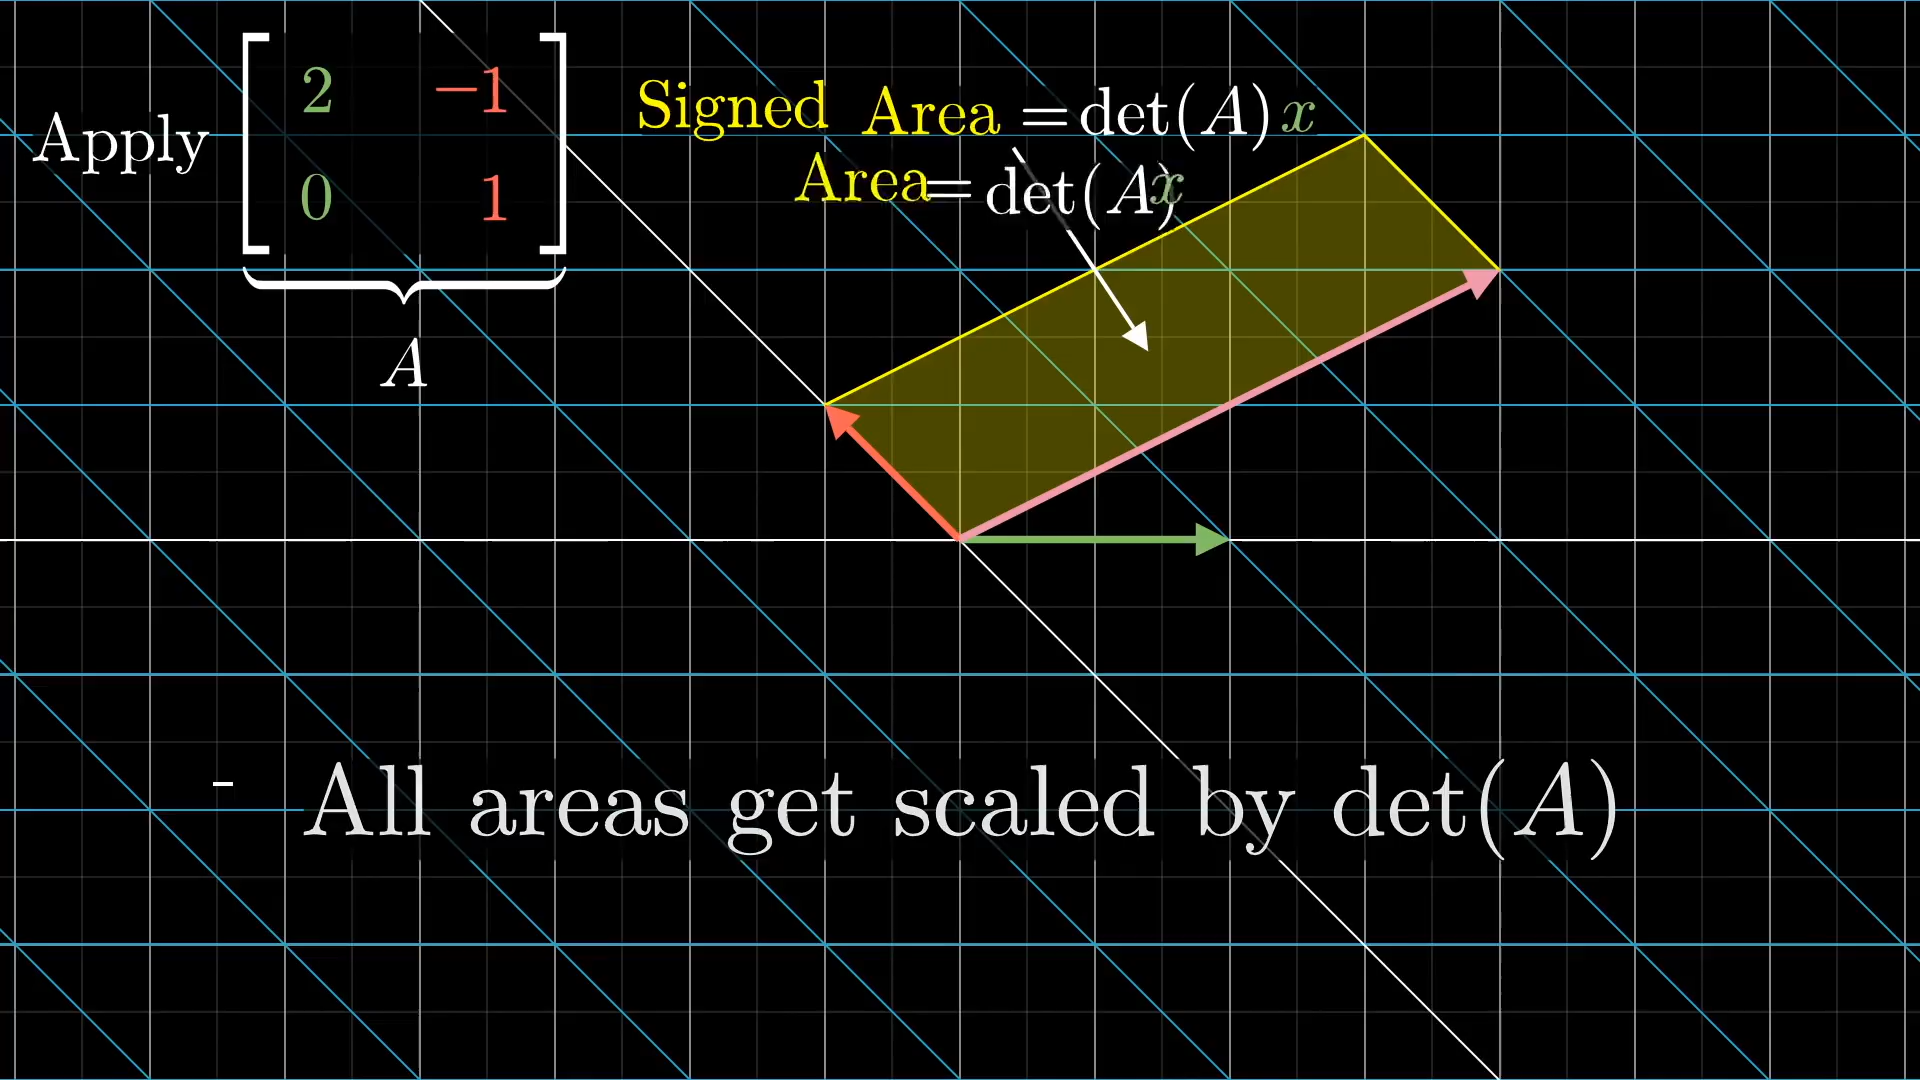 Apply [2 -1
0 1]
A
Signed Area = det(A) x
Area = det(A) x
- All areas get scaled by det(A)